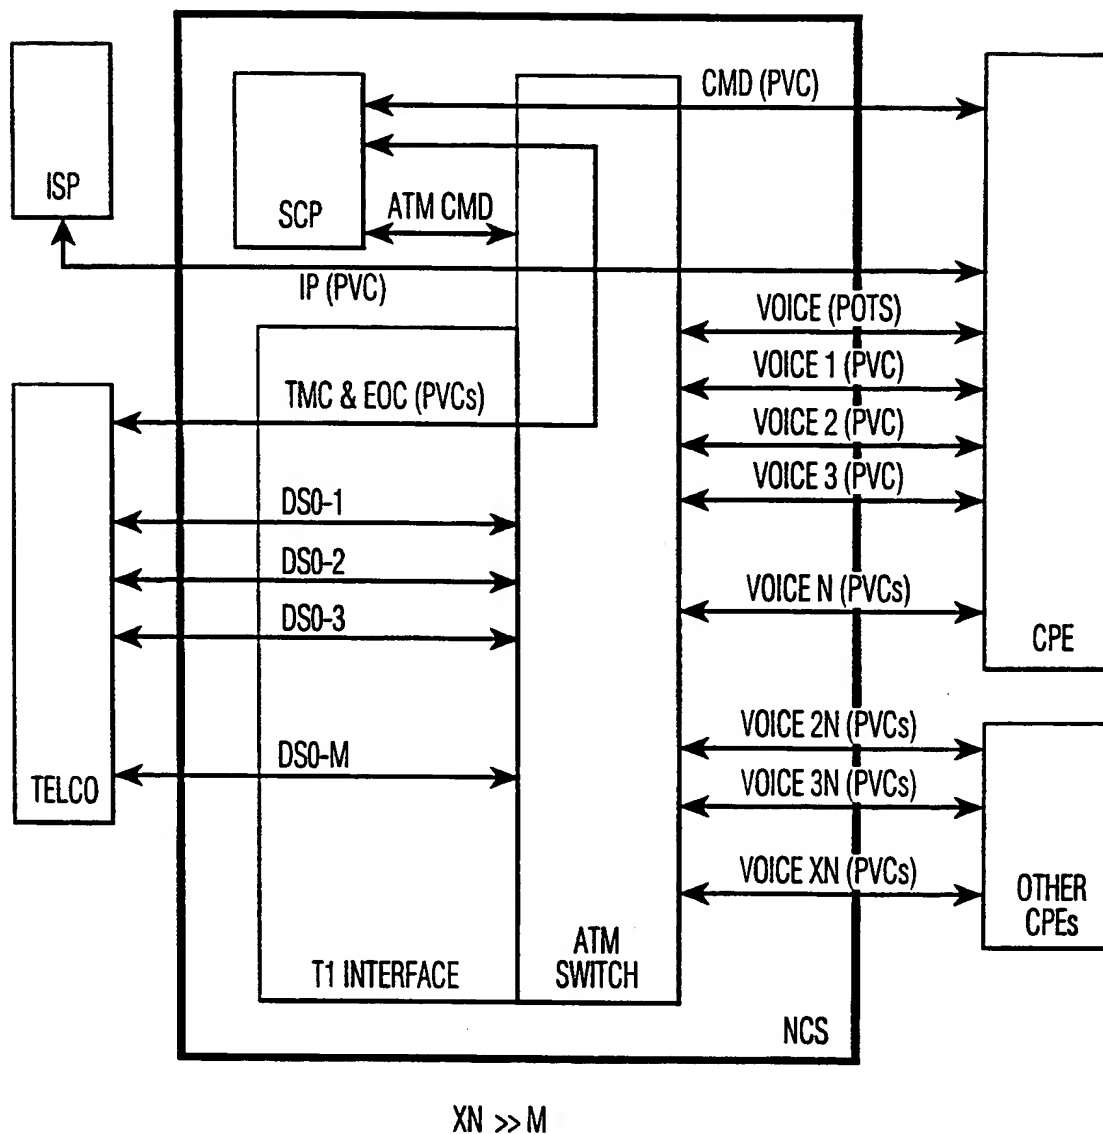 CMD (PVC)
ISP
SCP
ATM CMD
IP (PVC)
VOICE (POTS)
VOICE 1 (PVC)
TMC & EOC (PVCs)
VOICE 2 (PVC)
VOICE 3 (PVC)
DS0-1
DS0-2
DS0-3
VOICE N (PVCs)
CPE
VOICE 2N (PVCs)
DS0-M
TELCO
VOICE 3N (PVCs)
VOICE XN (PVCs)
OTHER
CPEs
ATM
SWITCH
T1 INTERFACE
NCS
XN >> M